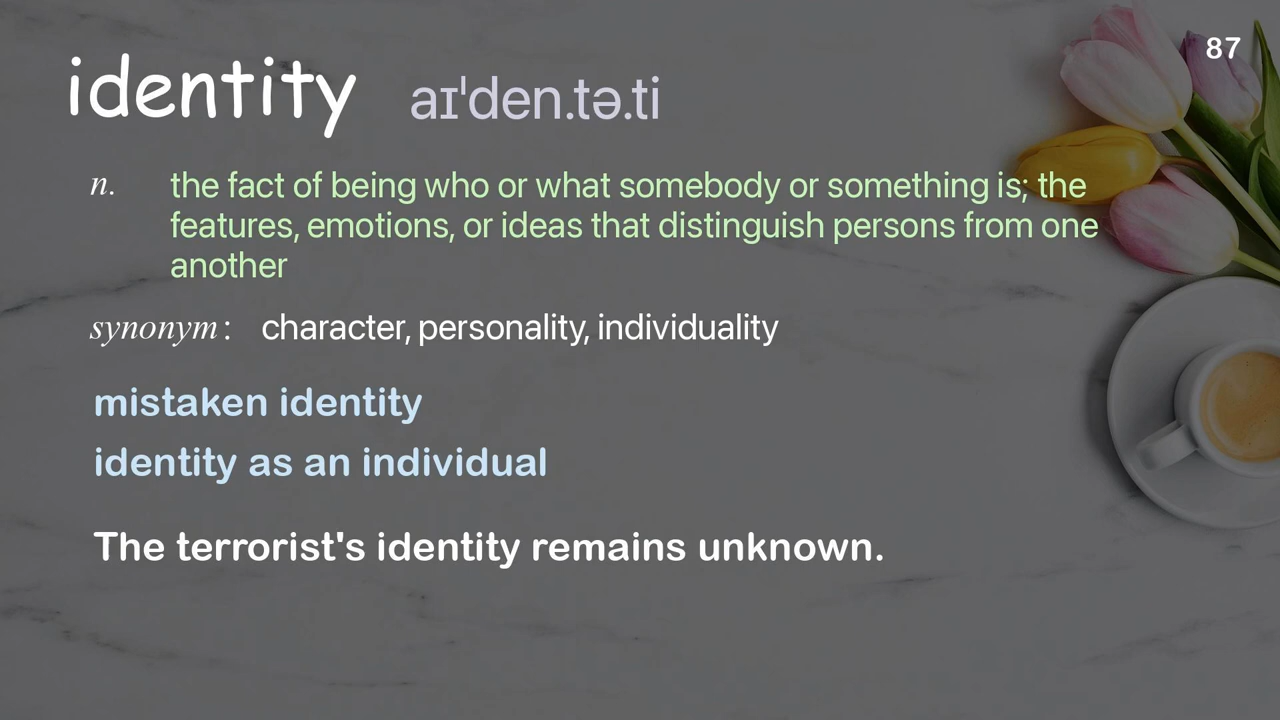 87
identity aɪˈden.tə.ti
n. the fact of being who or what somebody or something is; the
features, emotions, or ideas that distinguish persons from one
another
synonym: character, personality, individuality
mistaken identity
identity as an individual
The terrorist's identity remains unknown.